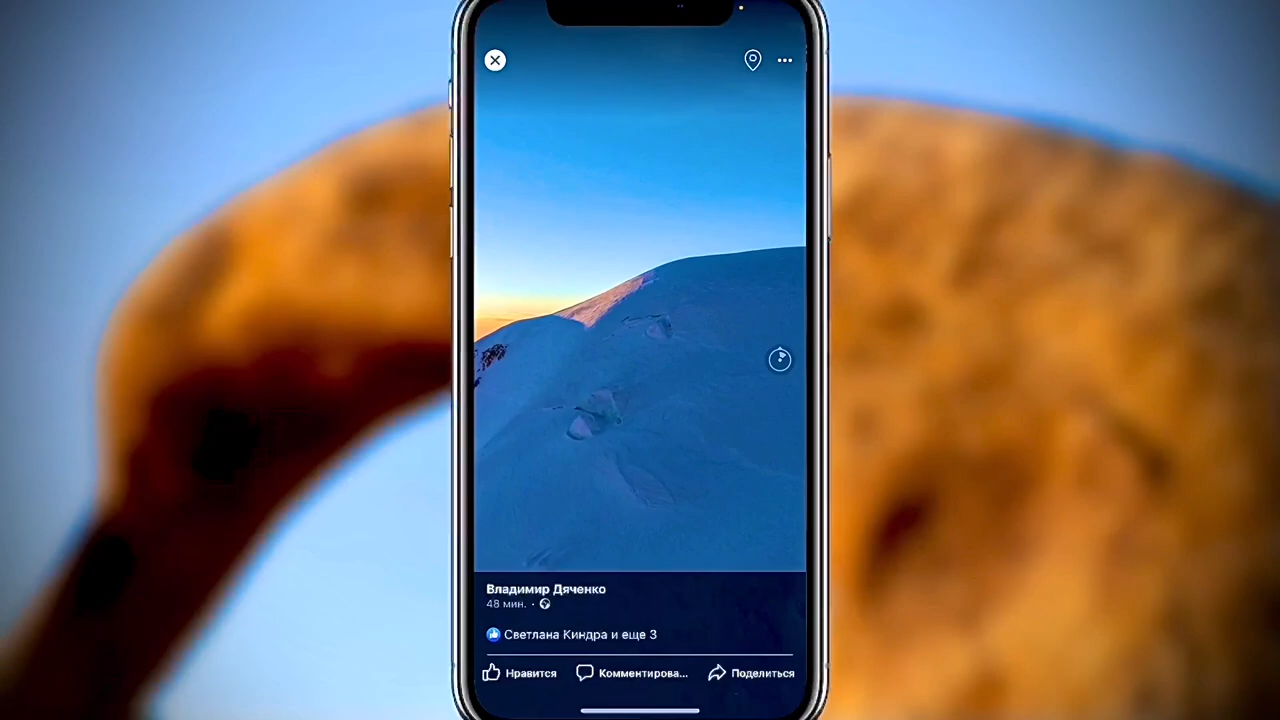 Владимир Дяченко
48 мин. ·
Светлана Киндра и еще 3
Нравится Комментирова... Поделиться